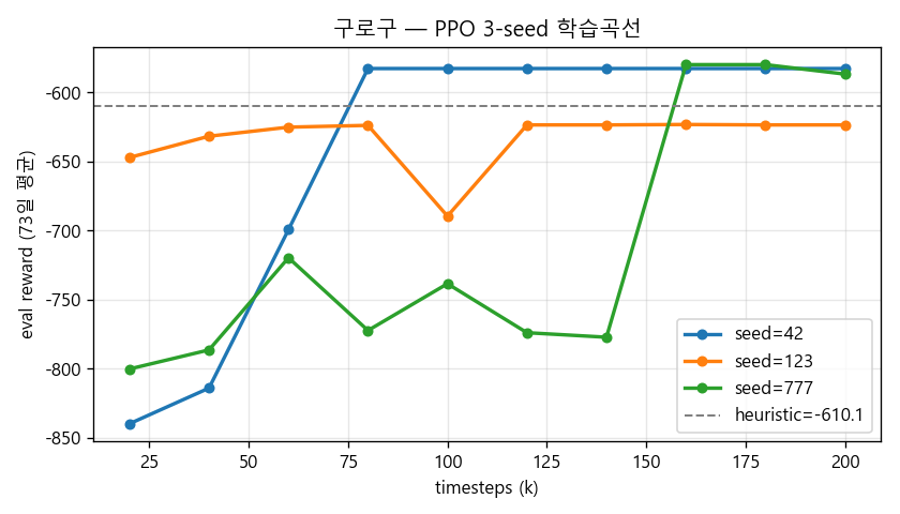 구로구 — PPO 3-seed 학습곡선
eval reward (73일 평균)
-600
-650
-700
-750
-800
-850
25
50
75
100
125
150
175
200
timesteps (k)
seed=42
seed=123
seed=777
heuristic=-610.1